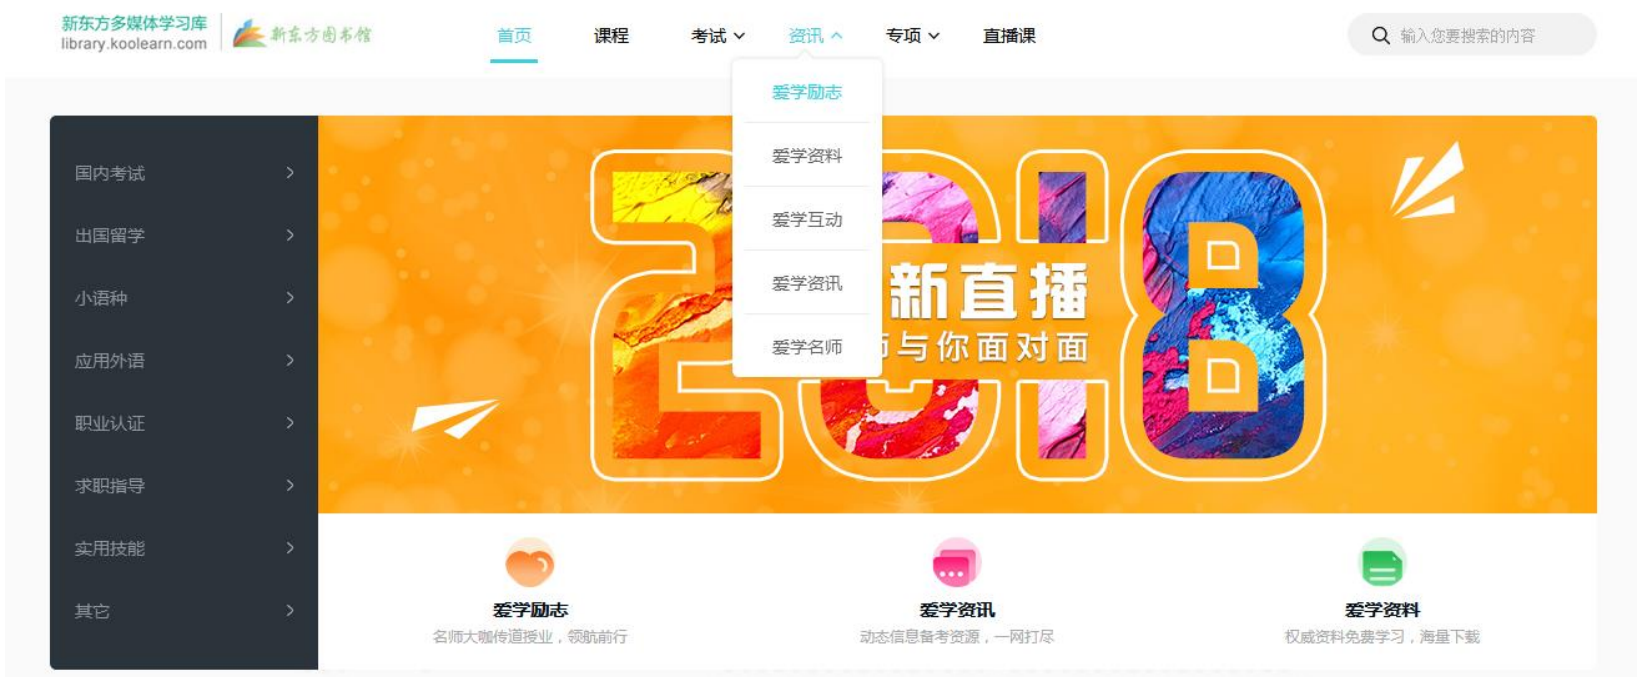 新东方多媒体学习库
library.koolearn.com
新东方图书馆
首页
课程
考试
资讯
专项
直播课
输入您要搜索的内容
爱学励志
爱学资料
爱学互动
爱学资讯
爱学名师
国内考试
出国留学
小语种
应用外语
职业认证
求职指导
实用技能
其它
2018
新直播
与你面对面
爱学励志
名师大咖传道授业，领航前行
爱学资讯
动态信息备考资源，一网打尽
爱学资料
权威资料免费学习，海量下载